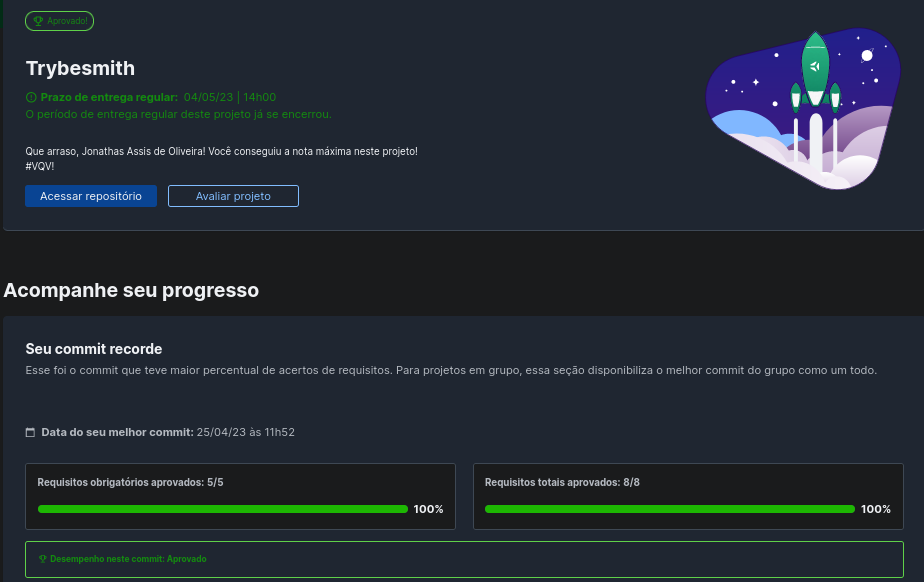 Aprovado!
Trybesmith
Prazo de entrega regular: 04/05/23 | 14h00
O período de entrega regular deste projeto já se encerrou.
Que arraso, Jonathas Assis de Oliveira! Você conseguiu a nota máxima neste projeto!
#VQV!
Acessar repositório
Avaliar projeto
Acompanhe seu progresso
Seu commit recorde
Esse foi o commit que teve maior percentual de acertos de requisitos. Para projetos em grupo, essa seção disponibiliza o melhor commit do grupo como um todo.
Data do seu melhor commit: 25/04/23 às 11h52
Requisitos obrigatórios aprovados: 5/5
100%
Requisitos totais aprovados: 8/8
100%
Desempenho neste commit: Aprovado